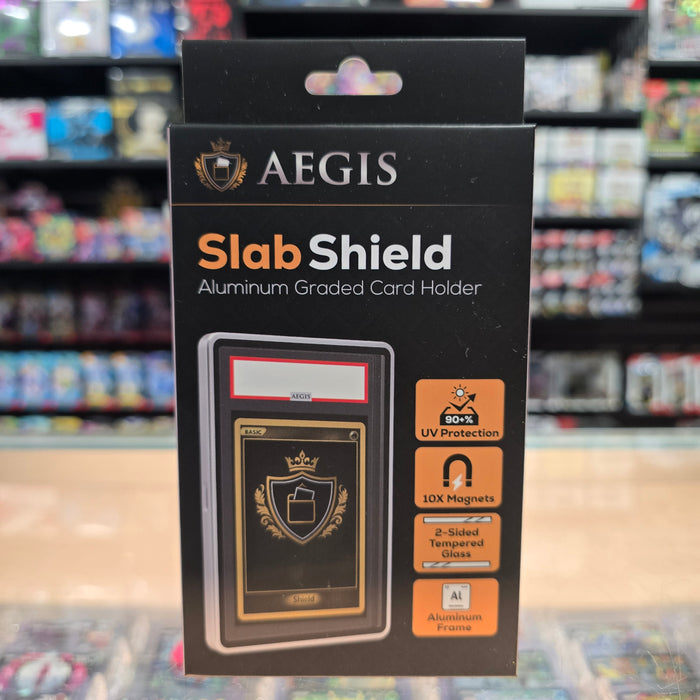 AEGIS
Slab Shield
Aluminum Graded Card Holder
AEGIS
BASIC
Shield
90+%
UV Protection
10X Magnets
2-Sided
Tempered
Glass
Al
Aluminum
Frame